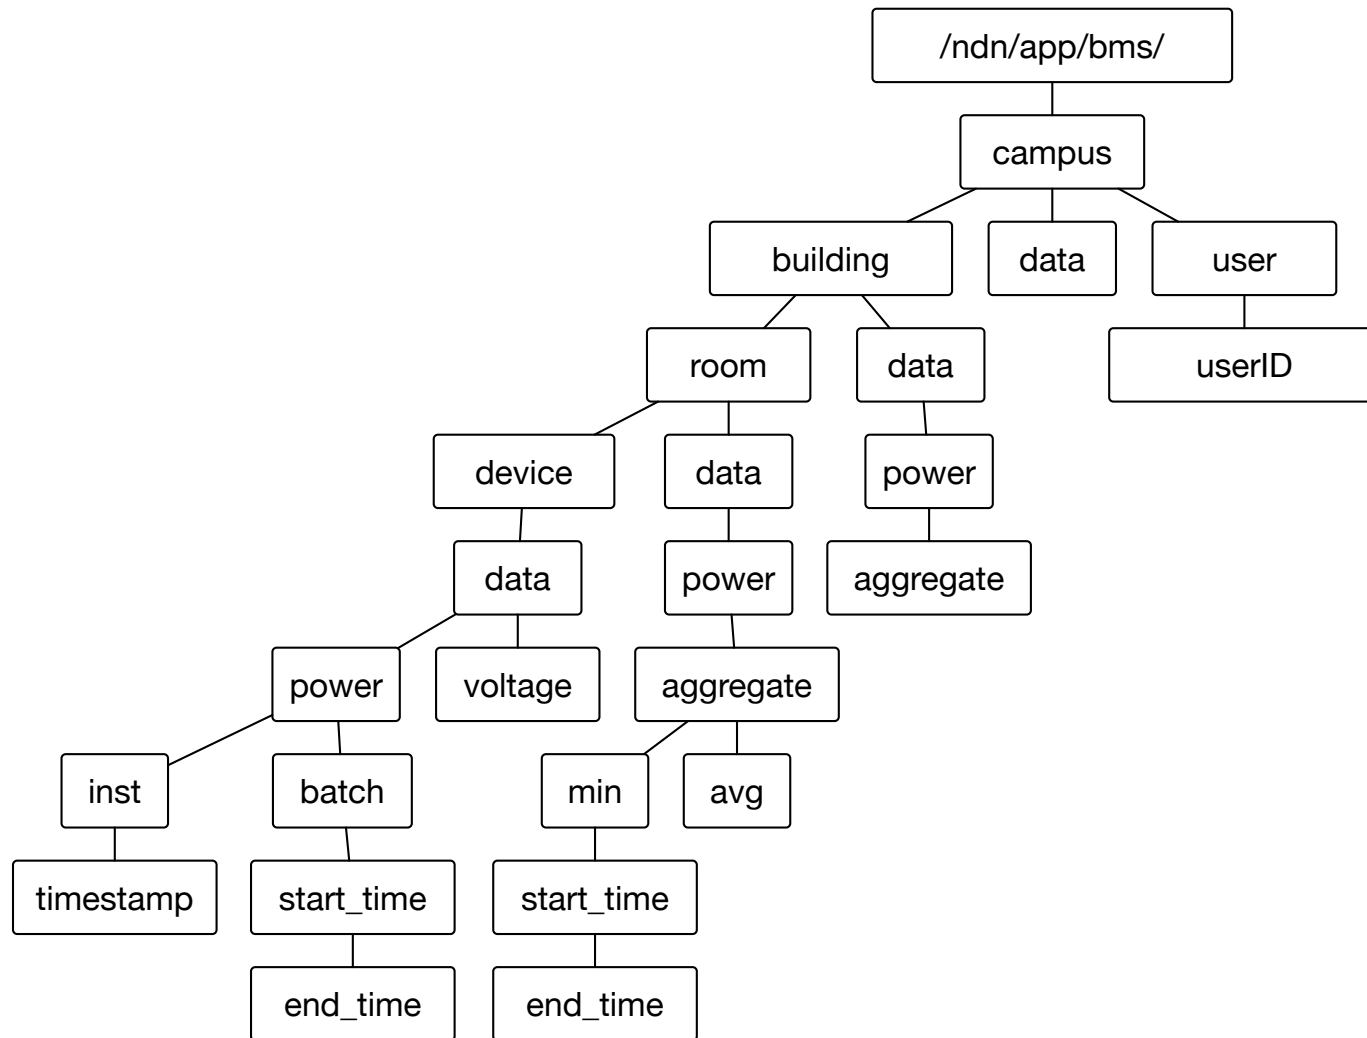 /ndn/app/bms/
campus
building
data
user
room
data
userID
device
data
power
data
power
aggregate
power
voltage
aggregate
inst
batch
min
avg
timestamp
start_time
start_time
end_time
end_time